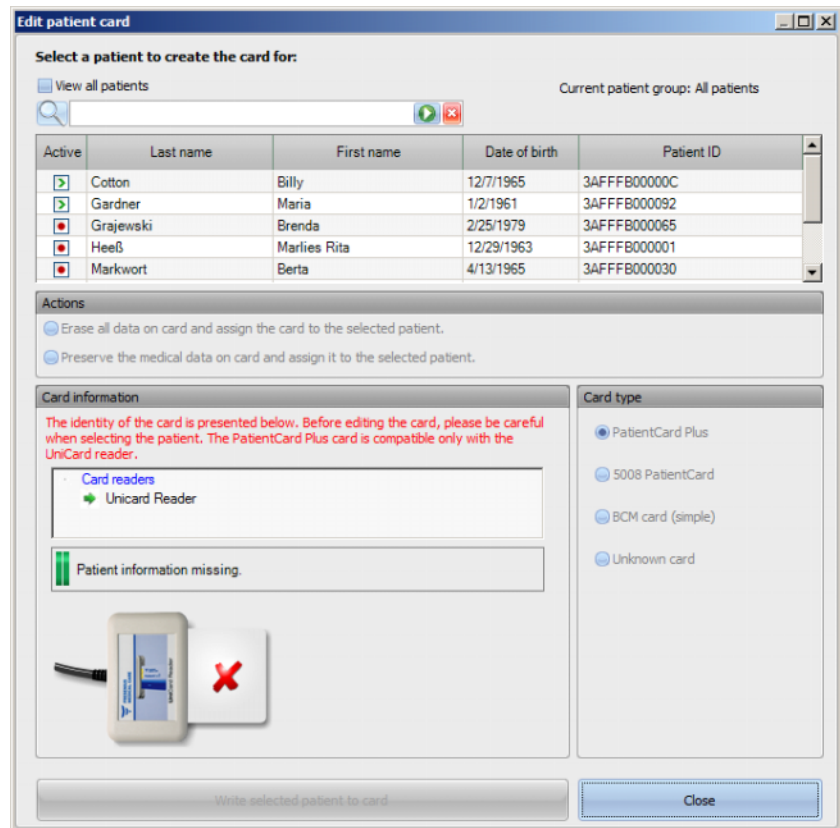 Edit patient card
Select a patient to create the card for:
View all patients
Current patient group: All patients
Active Last name First name Date of birth Patient ID
Cotton Billy 12/7/1965 3AFFFB00000C
Gardner Maria 1/2/1961 3AFFFB000092
Grajewski Brenda 2/25/1979 3AFFFB000065
Heeß Marlies Rita 12/29/1963 3AFFFB000001
Markwort Berta 4/13/1965 3AFFFB000030
Actions
Erase all data on card and assign the card to the selected patient.
Preserve the medical data on card and assign it to the selected patient.
Card information
The identity of the card is presented below. Before editing the card, please be careful
when selecting the patient. The PatientCard Plus card is compatible only with the
UniCard reader.
Card readers
Unicard Reader
Patient information missing.
UniCard Reader
Card type
PatientCard Plus
5008 PatientCard
BCM card (simple)
Unknown card
Write selected patient to card
Close